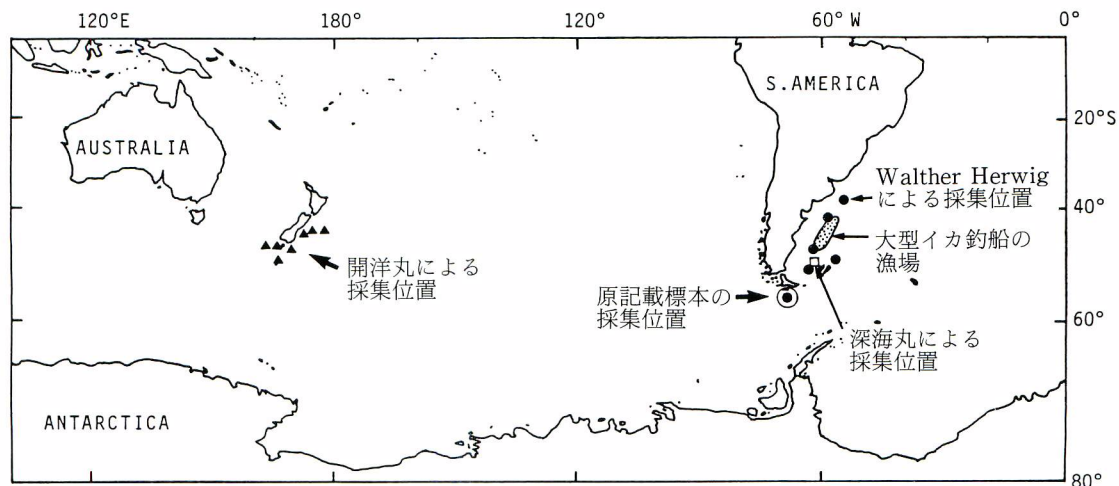 120°E
180°
120°
60°W
0°
S.AMERICA
20°S
AUSTRALIA
Walther Herwig
による採集位置
40°
大型イカ釣船の
漁場
開洋丸による
採集位置
原記載標本の
採集位置
60°
深海丸による
採集位置
ANTARCTICA
80°